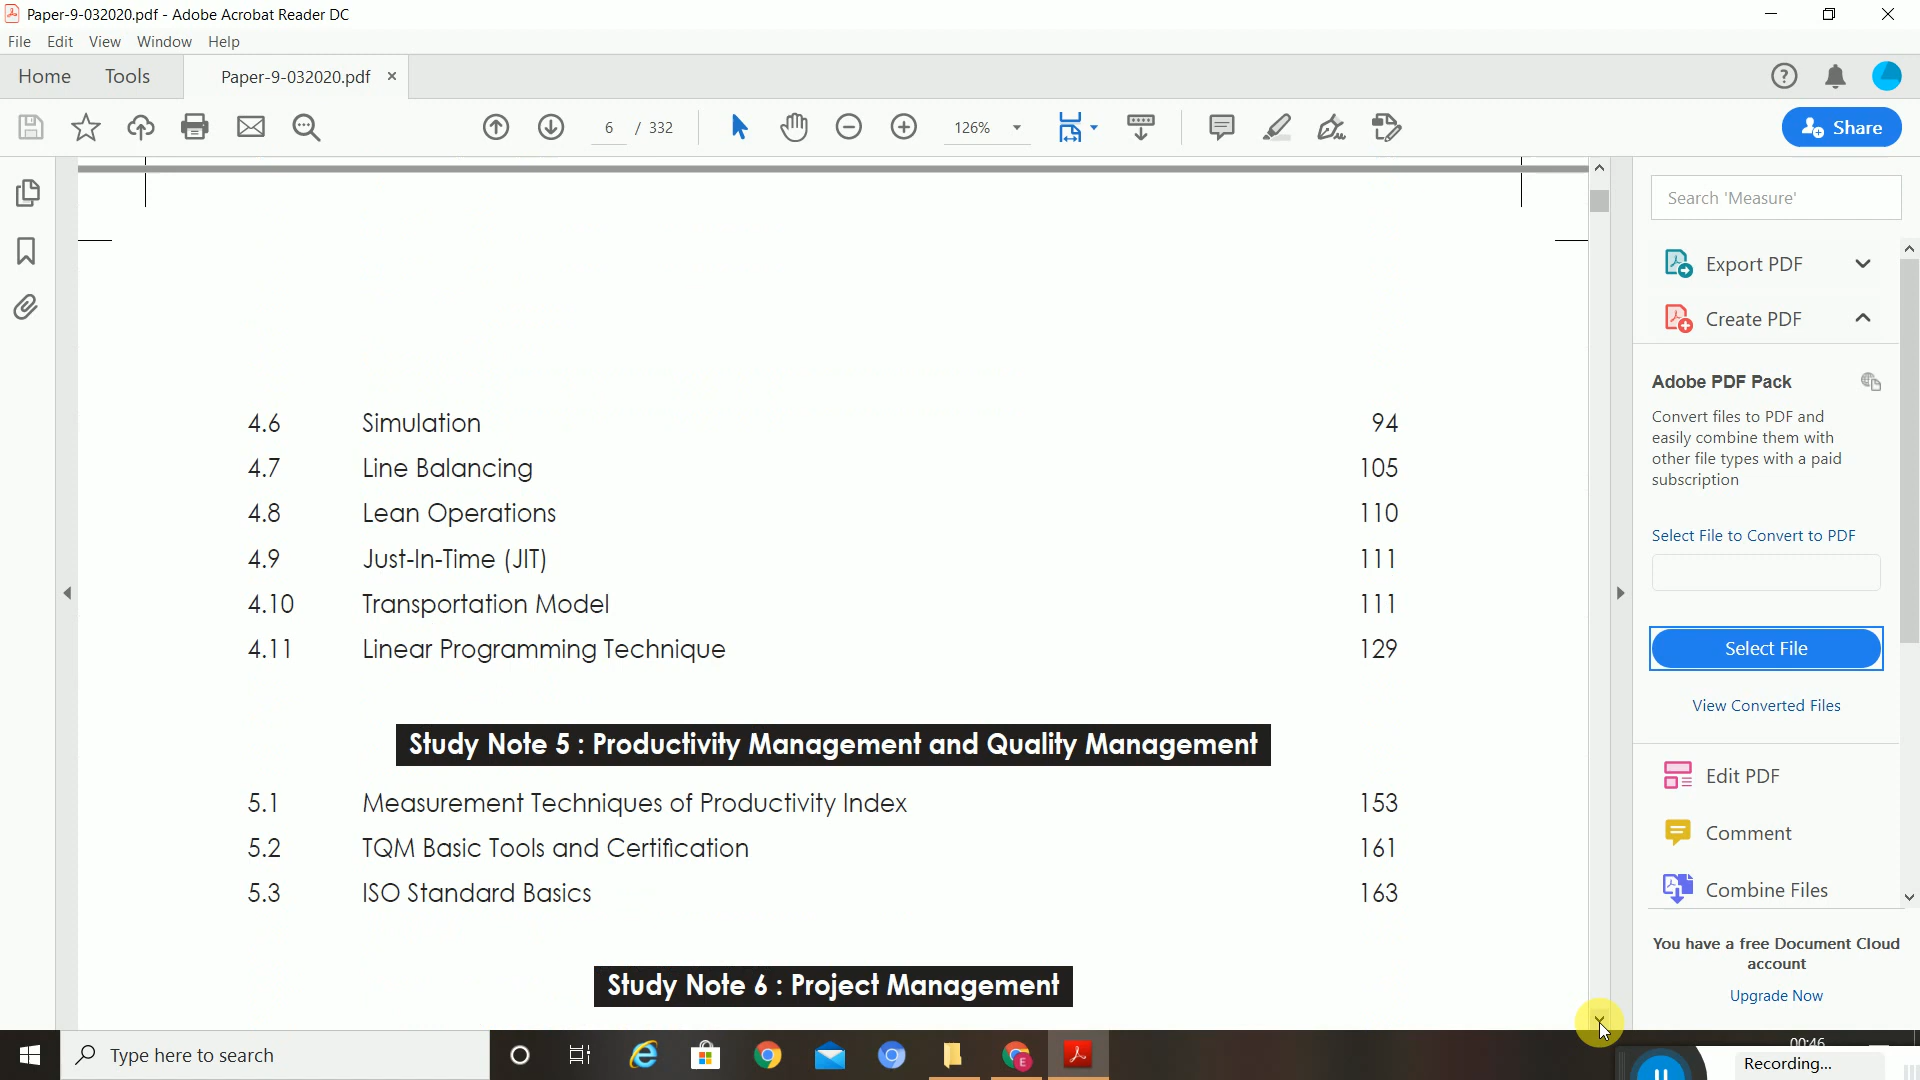 Paper-9-032020.pdf - Adobe Acrobat Reader DC
File Edit View Window Help
Home Tools Paper-9-032020.pdf ×
6 / 332 126% Share
Search 'Measure'
Export PDF
Create PDF
Adobe PDF Pack
Convert files to PDF and
easily combine them with
other file types with a paid
subscription
Select File to Convert to PDF
Select File
View Converted Files
Edit PDF
Comment
Combine Files
You have a free Document Cloud
account
Upgrade Now
4.6 Simulation 94
4.7 Line Balancing 105
4.8 Lean Operations 110
4.9 Just-In-Time (JIT) 111
4.10 Transportation Model 111
4.11 Linear Programming Technique 129
Study Note 5 : Productivity Management and Quality Management
5.1 Measurement Techniques of Productivity Index 153
5.2 TQM Basic Tools and Certification 161
5.3 ISO Standard Basics 163
Study Note 6 : Project Management
Type here to search
00:46
Recording...